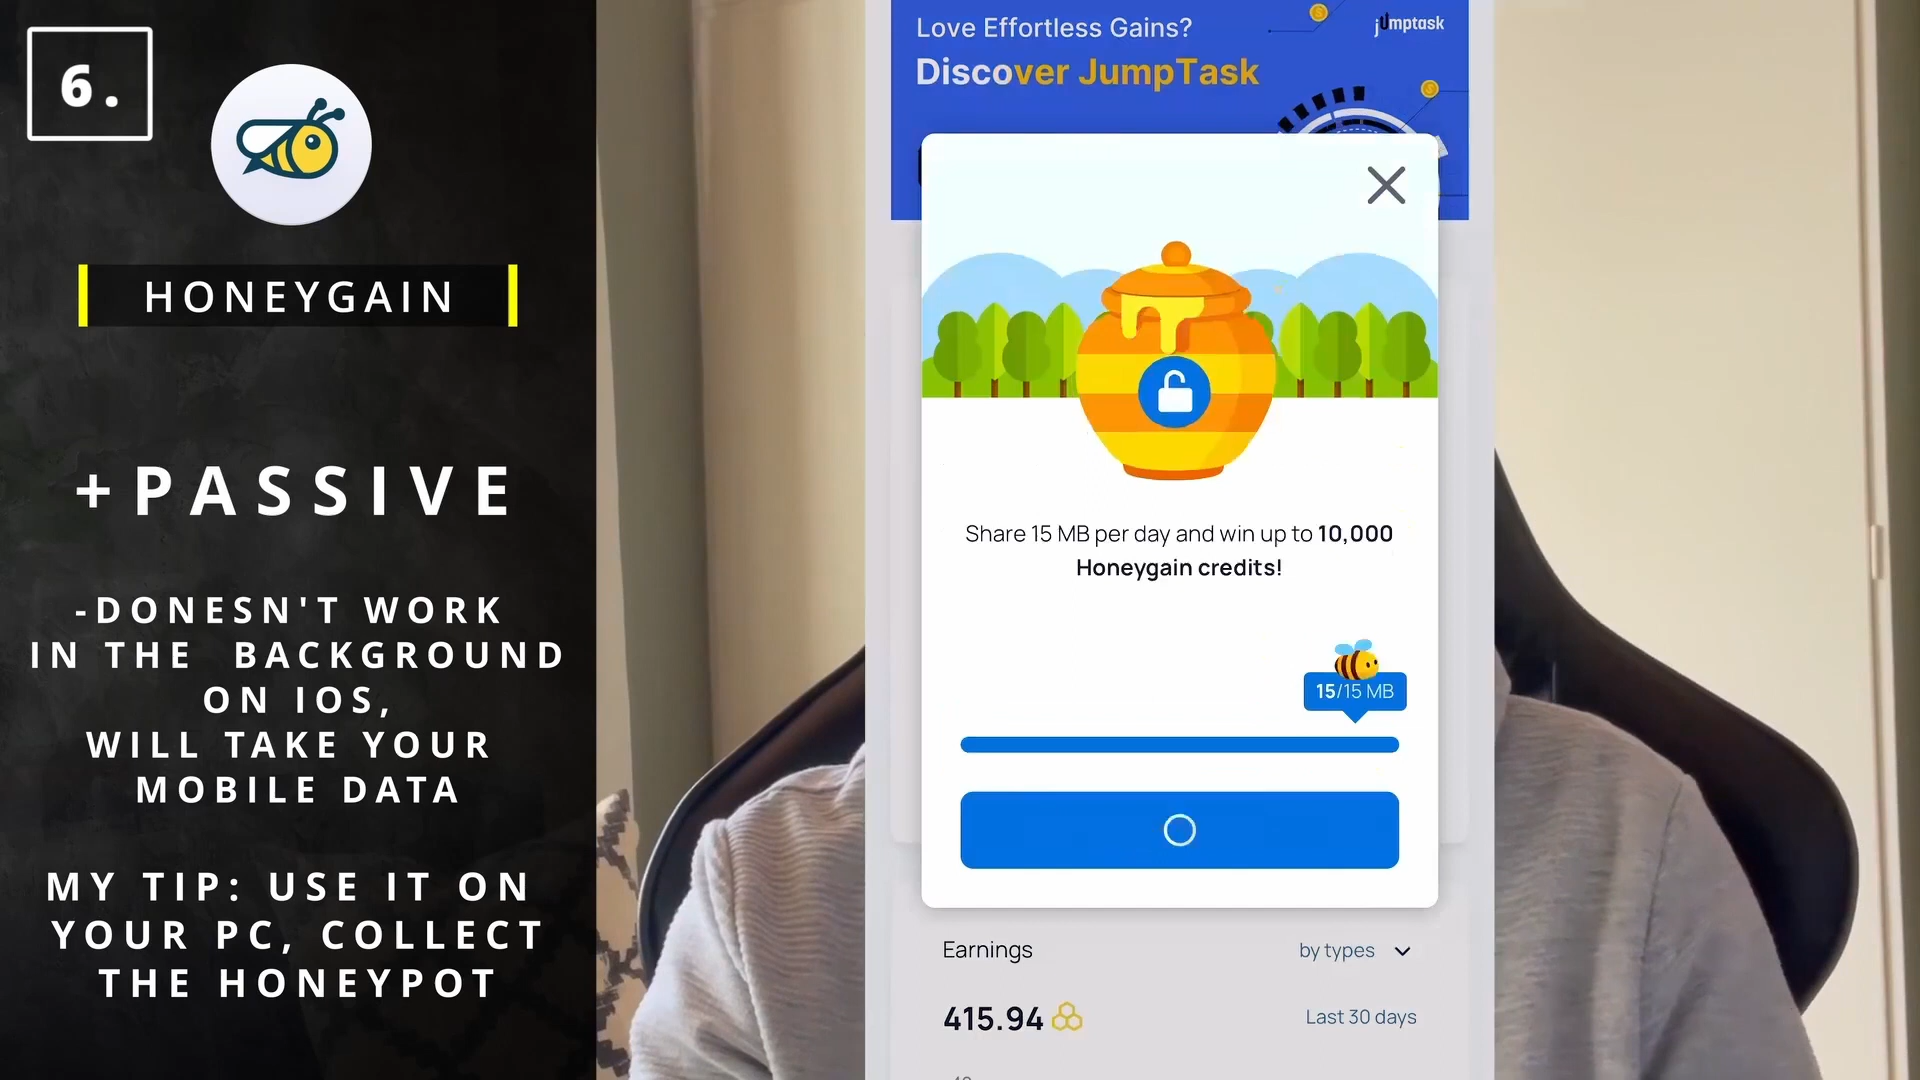 6.
HONEYGAIN
+PASSIVE
-DONESN'T WORK
IN THE BACKGROUND
ON IOS,
WILL TAKE YOUR
MOBILE DATA
MY TIP: USE IT ON
YOUR PC, COLLECT
THE HONEYPOT
Love Effortless Gains?
jumptask
Discover JumpTask
Share 15 MB per day and win up to 10,000
Honeygain credits!
15/15 MB
Earnings
by types
415.94
Last 30 days